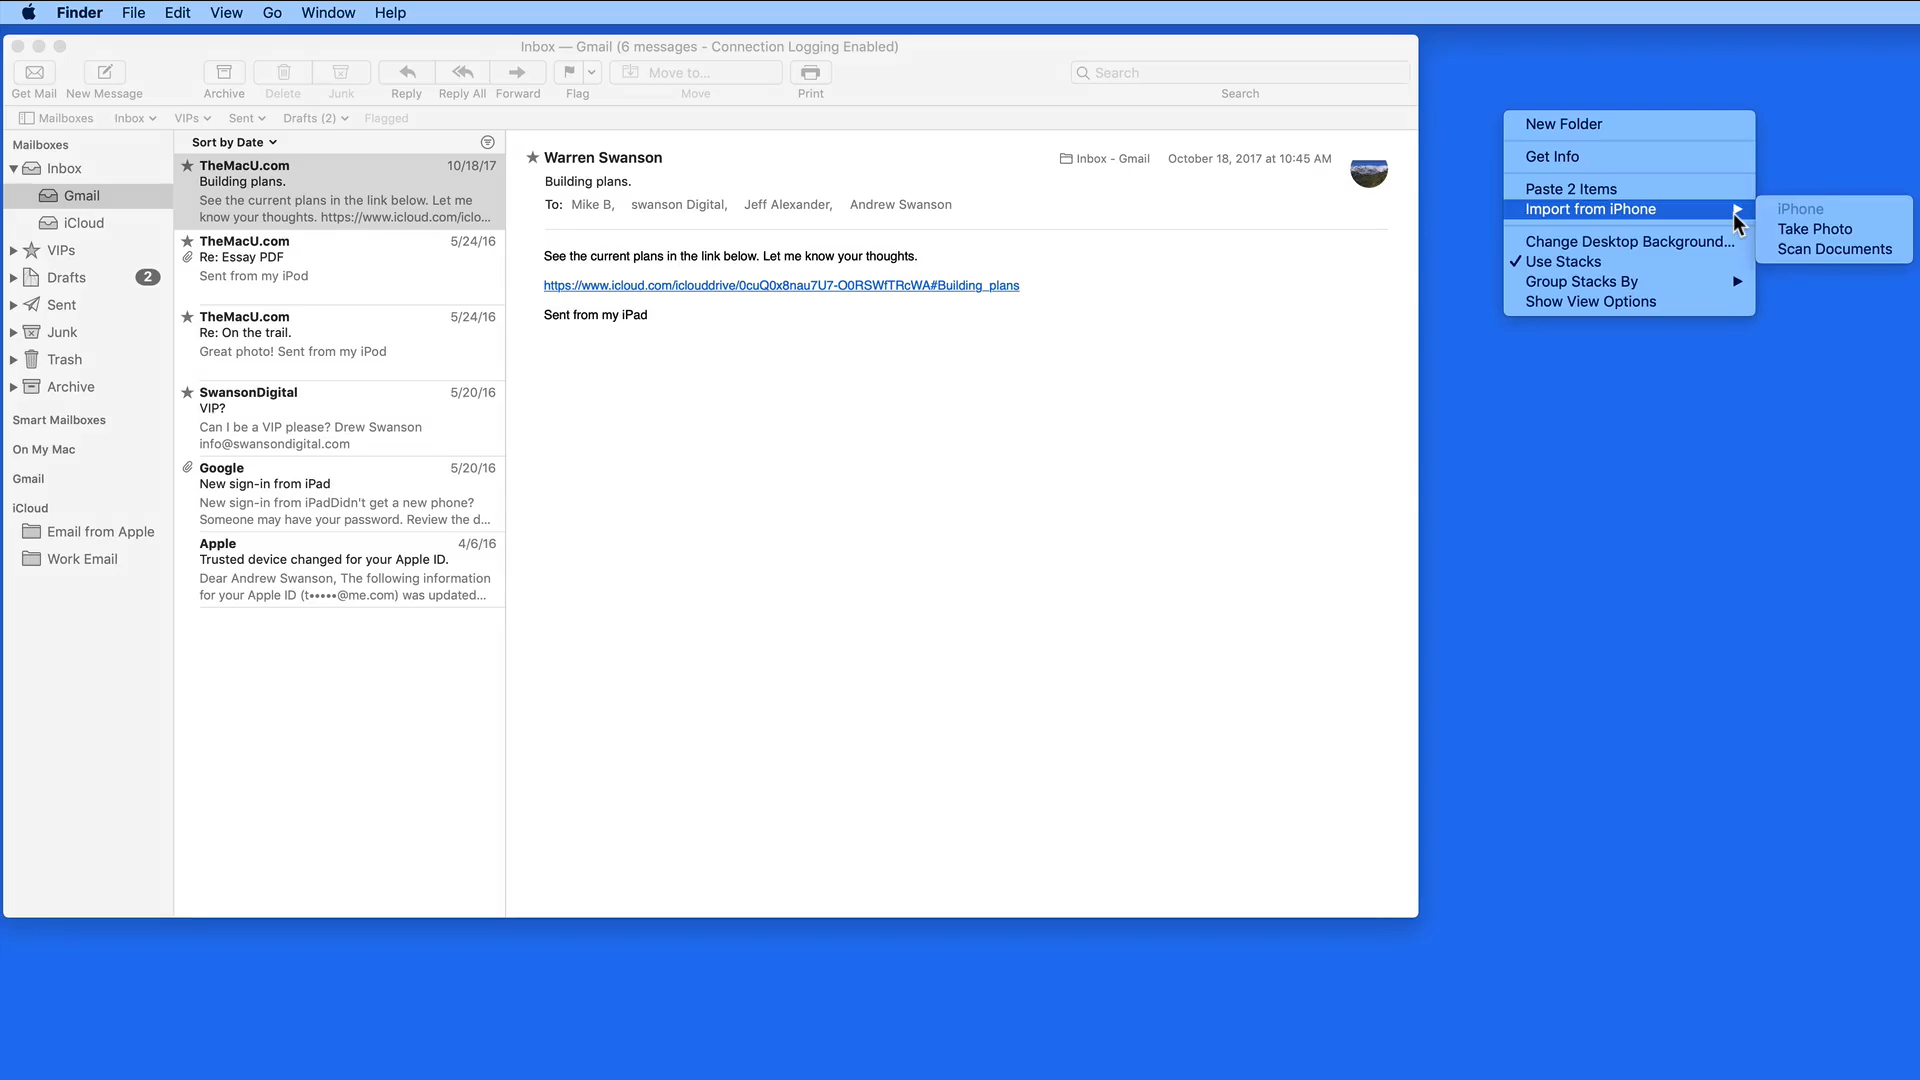 Finder File Edit View Go Window Help
Inbox — Gmail (6 messages - Connection Logging Enabled)
Move to...
Search
Get Mail New Message Archive Delete Junk Reply Reply All Forward Flag Move Print Search
Mailboxes Inbox VIPs Sent Drafts (2) Flagged
Mailboxes
Inbox
Gmail
iCloud
VIPs
Drafts 2
Sent
Junk
Trash
Archive
Smart Mailboxes
On My Mac
Gmail
iCloud
Email from Apple
Work Email
Sort by Date
TheMacU.com 10/18/17
Building plans.
See the current plans in the link below. Let me
know your thoughts. https://www.icloud.com/iclo...
TheMacU.com 5/24/16
Re: Essay PDF
Sent from my iPod
TheMacU.com 5/24/16
Re: On the trail.
Great photo! Sent from my iPod
SwansonDigital 5/20/16
VIP?
Can I be a VIP please? Drew Swanson
info@swansondigital.com
Google 5/20/16
New sign-in from iPad
New sign-in from iPadDidn't get a new phone?
Someone may have your password. Review the d...
Apple 4/6/16
Trusted device changed for your Apple ID.
Dear Andrew Swanson, The following information
for your Apple ID (t•••••@me.com) was updated...
Warren Swanson Inbox - Gmail October 18, 2017 at 10:45 AM
Building plans.
To: Mike B, swanson Digital, Jeff Alexander, Andrew Swanson
See the current plans in the link below. Let me know your thoughts.
https://www.icloud.com/iclouddrive/0cuQ0x8nau7U7-O0RSWfTRcWA#Building_plans
Sent from my iPad
New Folder
Get Info
Paste 2 Items
Import from iPhone
Change Desktop Background...
Use Stacks
Group Stacks By
Show View Options
iPhone
Take Photo
Scan Documents